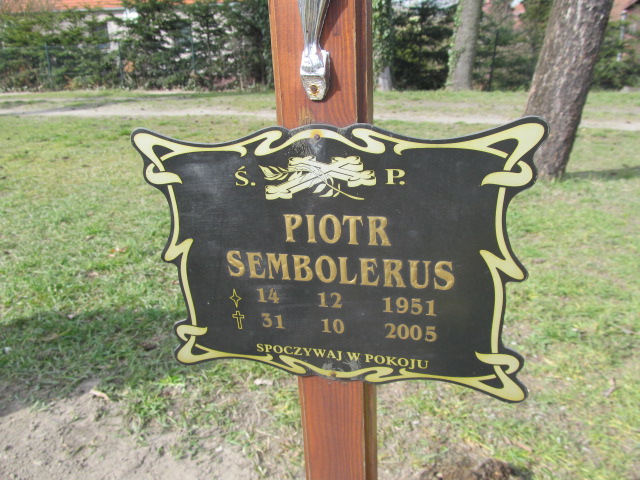 Ś. P.
PIOTR
SEMBOLERUS
14 12 1951
31 10 2005
SPOCZYWAJ W POKOJU